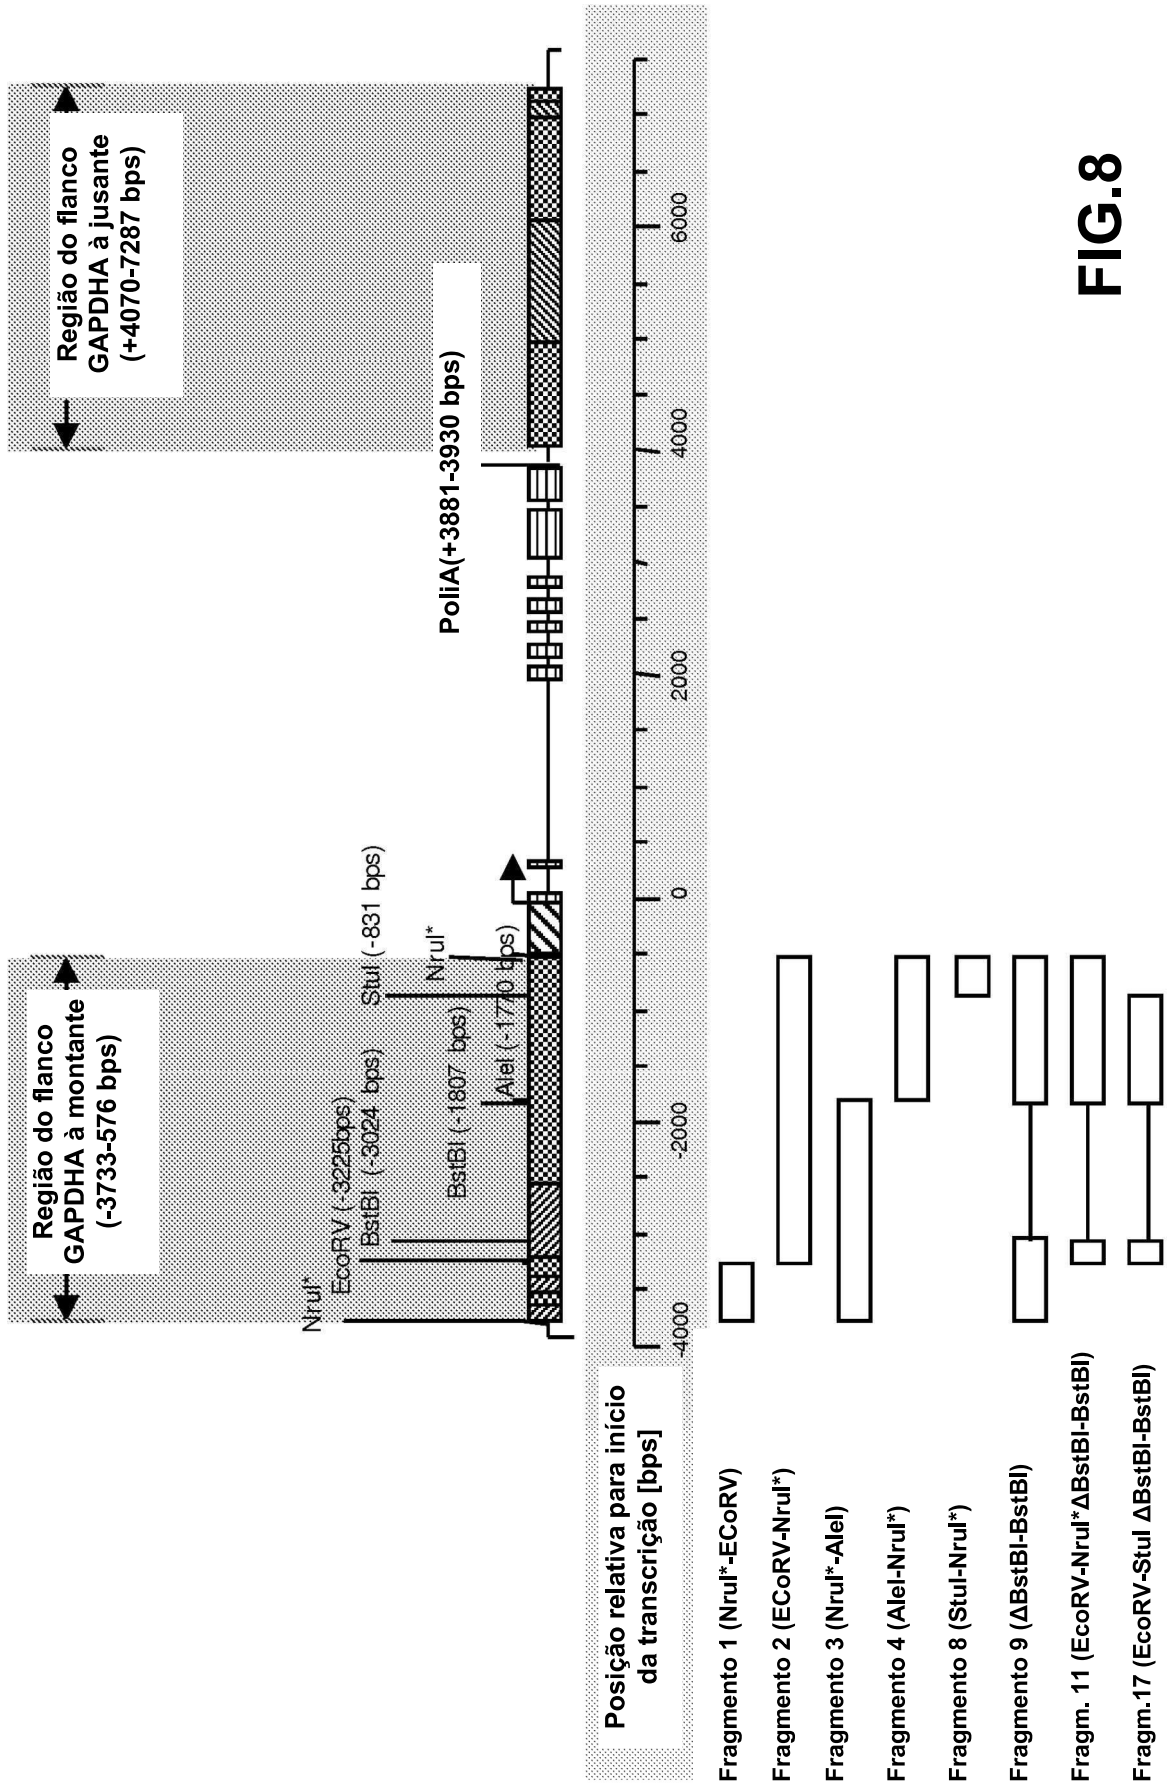 Região do flanco
GAPDHA à montante
(-3733-576 bps)
Região do flanco
GAPDHA à jusante
(+4070-7287 bps)
NruI*
EcoRV (-3225bps)
BstBI (-3024 bps)
BstBI (-1807 bps)
AleI (-1770 bps)
StuI (-831 bps)
NruI*
PoliA(+3881-3930 bps)
Posição relativa para início
da transcrição [bps]
-4000
-2000
0
2000
4000
6000
Fragmento 1 (NruI*-ECoRV)
Fragmento 2 (ECoRV-NruI*)
Fragmento 3 (NruI*-AleI)
Fragmento 4 (AleI-NruI*)
Fragmento 8 (StuI-NruI*)
Fragmento 9 (ΔBstBI-BstBI)
Fragm. 11 (EcoRV-NruI*ΔBstBI-BstBI)
Fragm.17 (EcoRV-StuI ΔBstBI-BstBI)
FIG.8